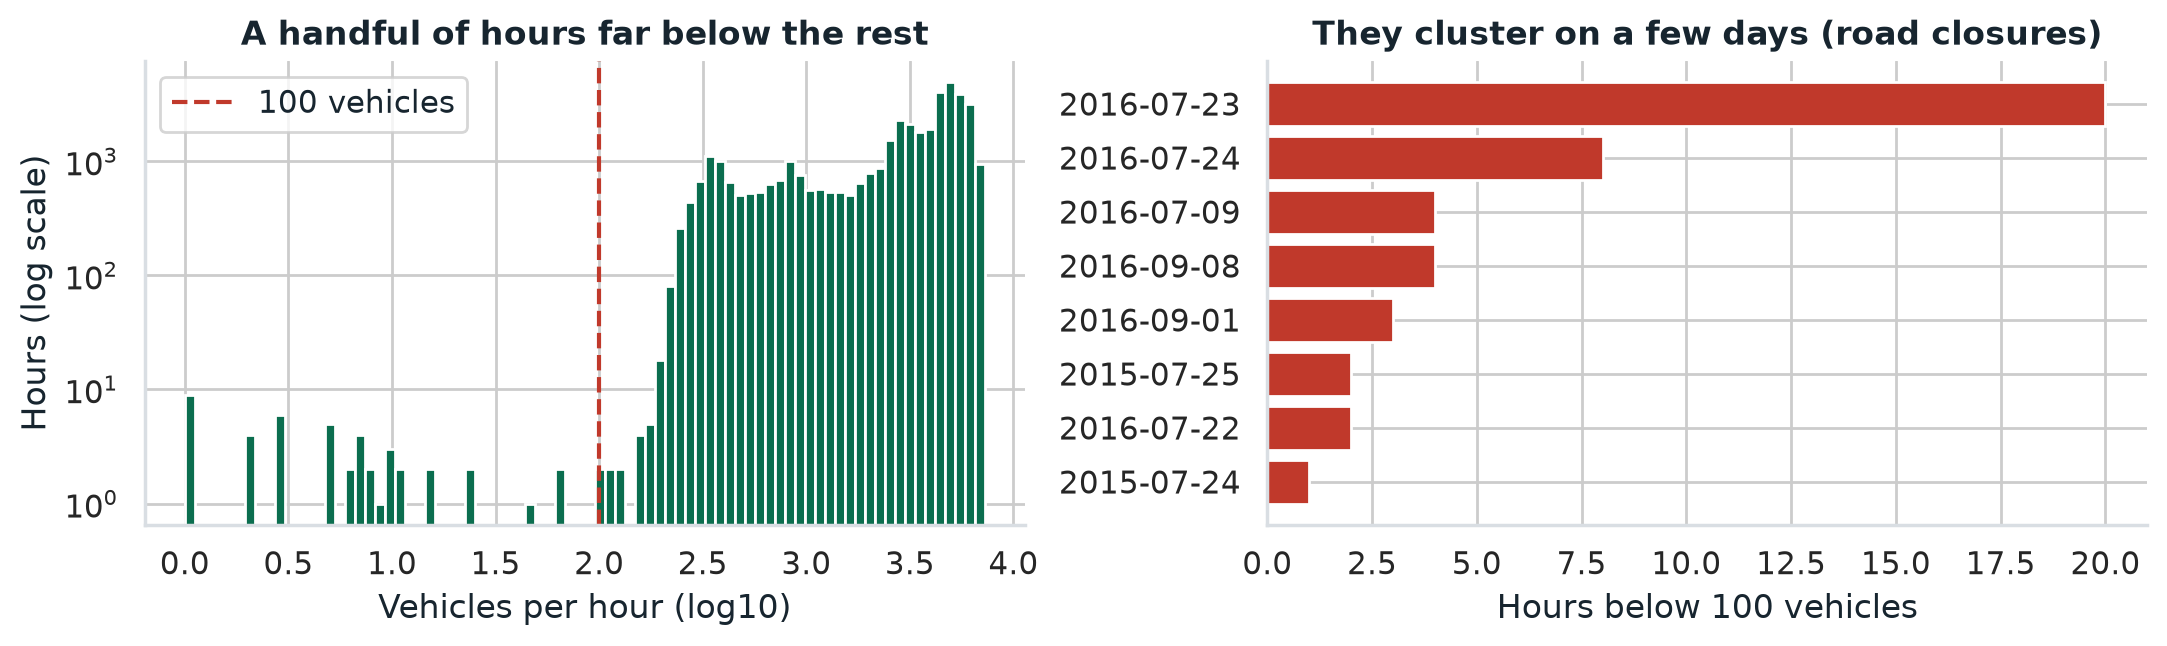 A handful of hours far below the rest
100 vehicles
Hours (log scale)
10³
10²
10¹
10⁰
0.0 0.5 1.0 1.5 2.0 2.5 3.0 3.5 4.0
Vehicles per hour (log10)
They cluster on a few days (road closures)
2016-07-23
2016-07-24
2016-07-09
2016-09-08
2016-09-01
2015-07-25
2016-07-22
2015-07-24
0.0 2.5 5.0 7.5 10.0 12.5 15.0 17.5 20.0
Hours below 100 vehicles